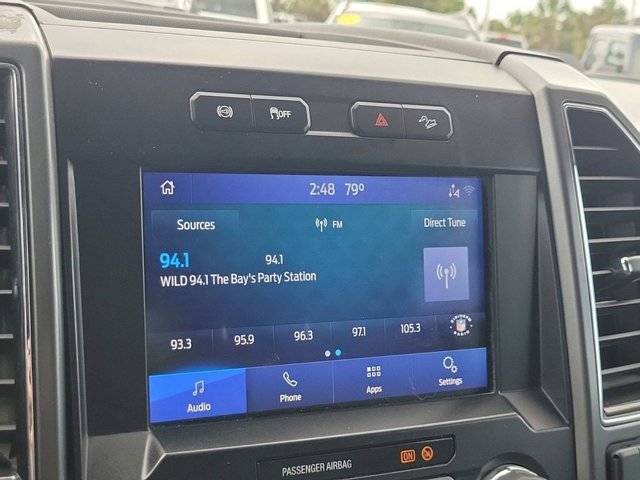 OFF
2:48 79°
Sources FM Direct Tune
94.1 94.1
WILD 94.1 The Bay's Party Station
93.3 95.9 96.3 97.1 105.3
NFL
Audio Phone Apps Settings
PASSENGER AIRBAG ON